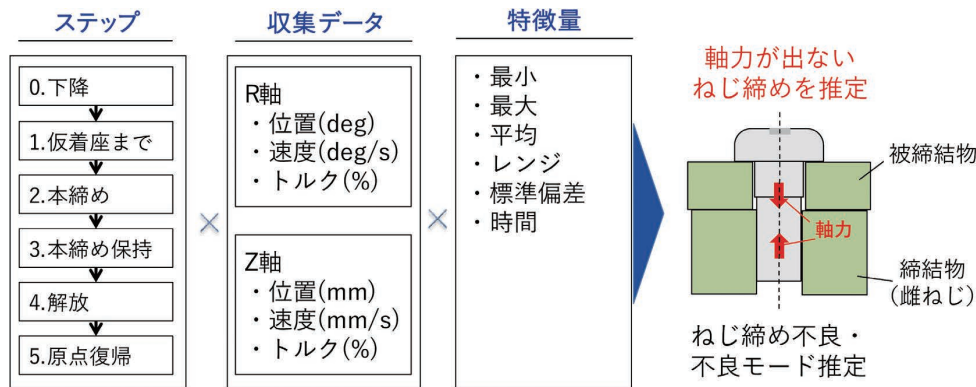 ステップ
0.下降
1.仮着座まで
2.本締め
3.本締め保持
4.解放
5.原点復帰
×
収集データ
R軸
・位置(deg)
・速度(deg/s)
・トルク(%)
Z軸
・位置(mm)
・速度(mm/s)
・トルク(%)
×
特徴量
・最小
・最大
・平均
・レンジ
・標準偏差
・時間
軸力が出ない
ねじ締めを推定
被締結物
軸力
締結物
(雌ねじ)
ねじ締め不良・
不良モード推定